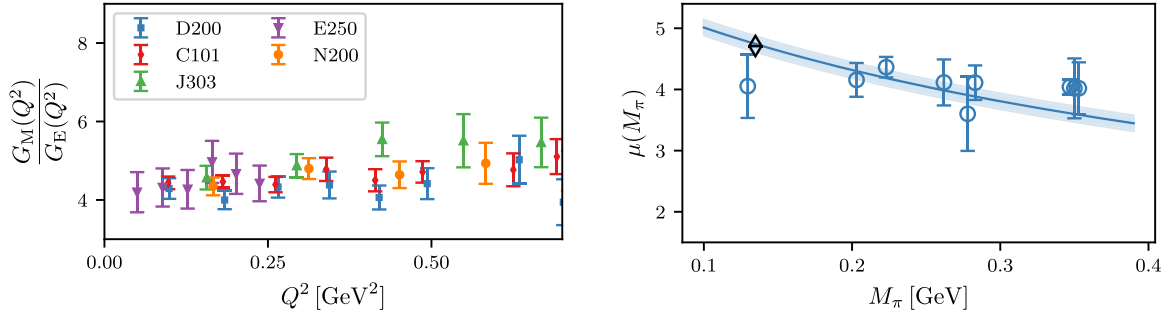 G_M(Q^2)
G_E(Q^2)
8
6
4
D200
C101
J303
E250
N200
0.00
0.25
0.50
Q^2 [GeV^2]
μ(M_π)
5
4
3
2
0.1
0.2
0.3
0.4
M_π [GeV]